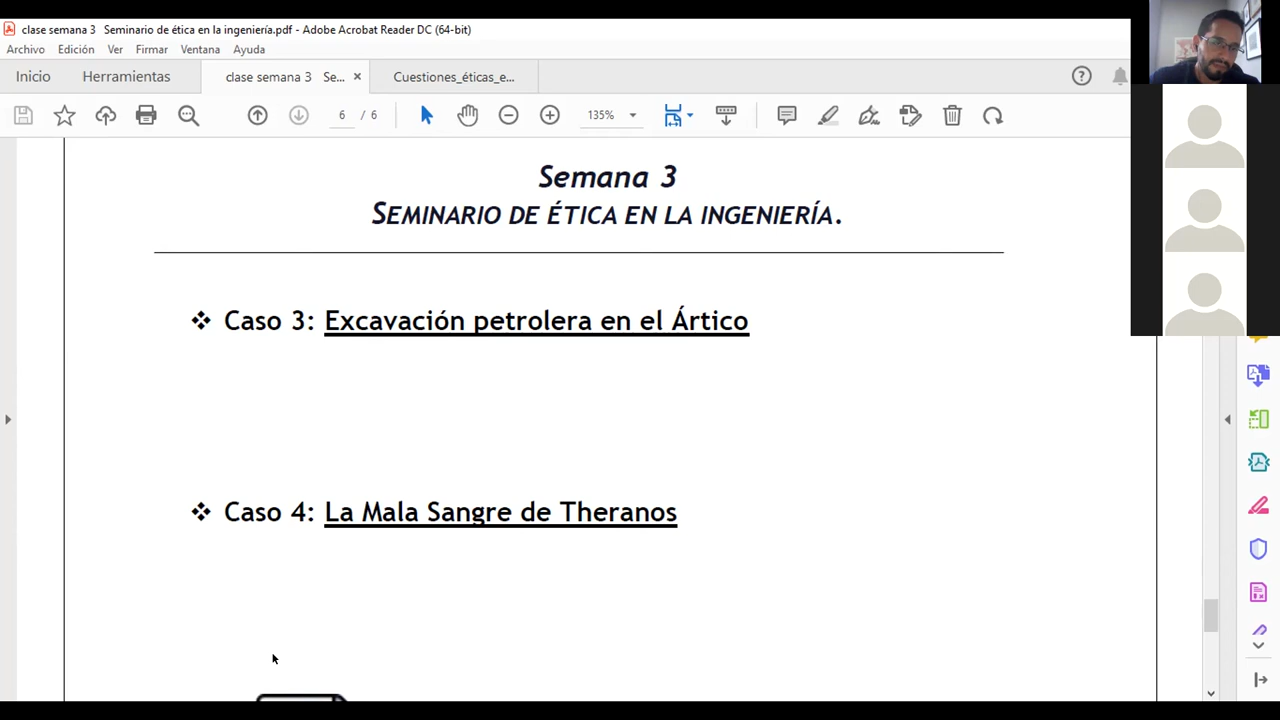 clase semana 3 Seminario de ética en la ingeniería.pdf - Adobe Acrobat Reader DC (64-bit)
Archivo Edición Ver Firmar Ventana Ayuda
Inicio Herramientas clase semana 3 Se... × Cuestiones_éticas_e...
6 / 6 135%
Semana 3
SEMINARIO DE ÉTICA EN LA INGENIERÍA.
❖ Caso 3: Excavación petrolera en el Ártico
❖ Caso 4: La Mala Sangre de Theranos